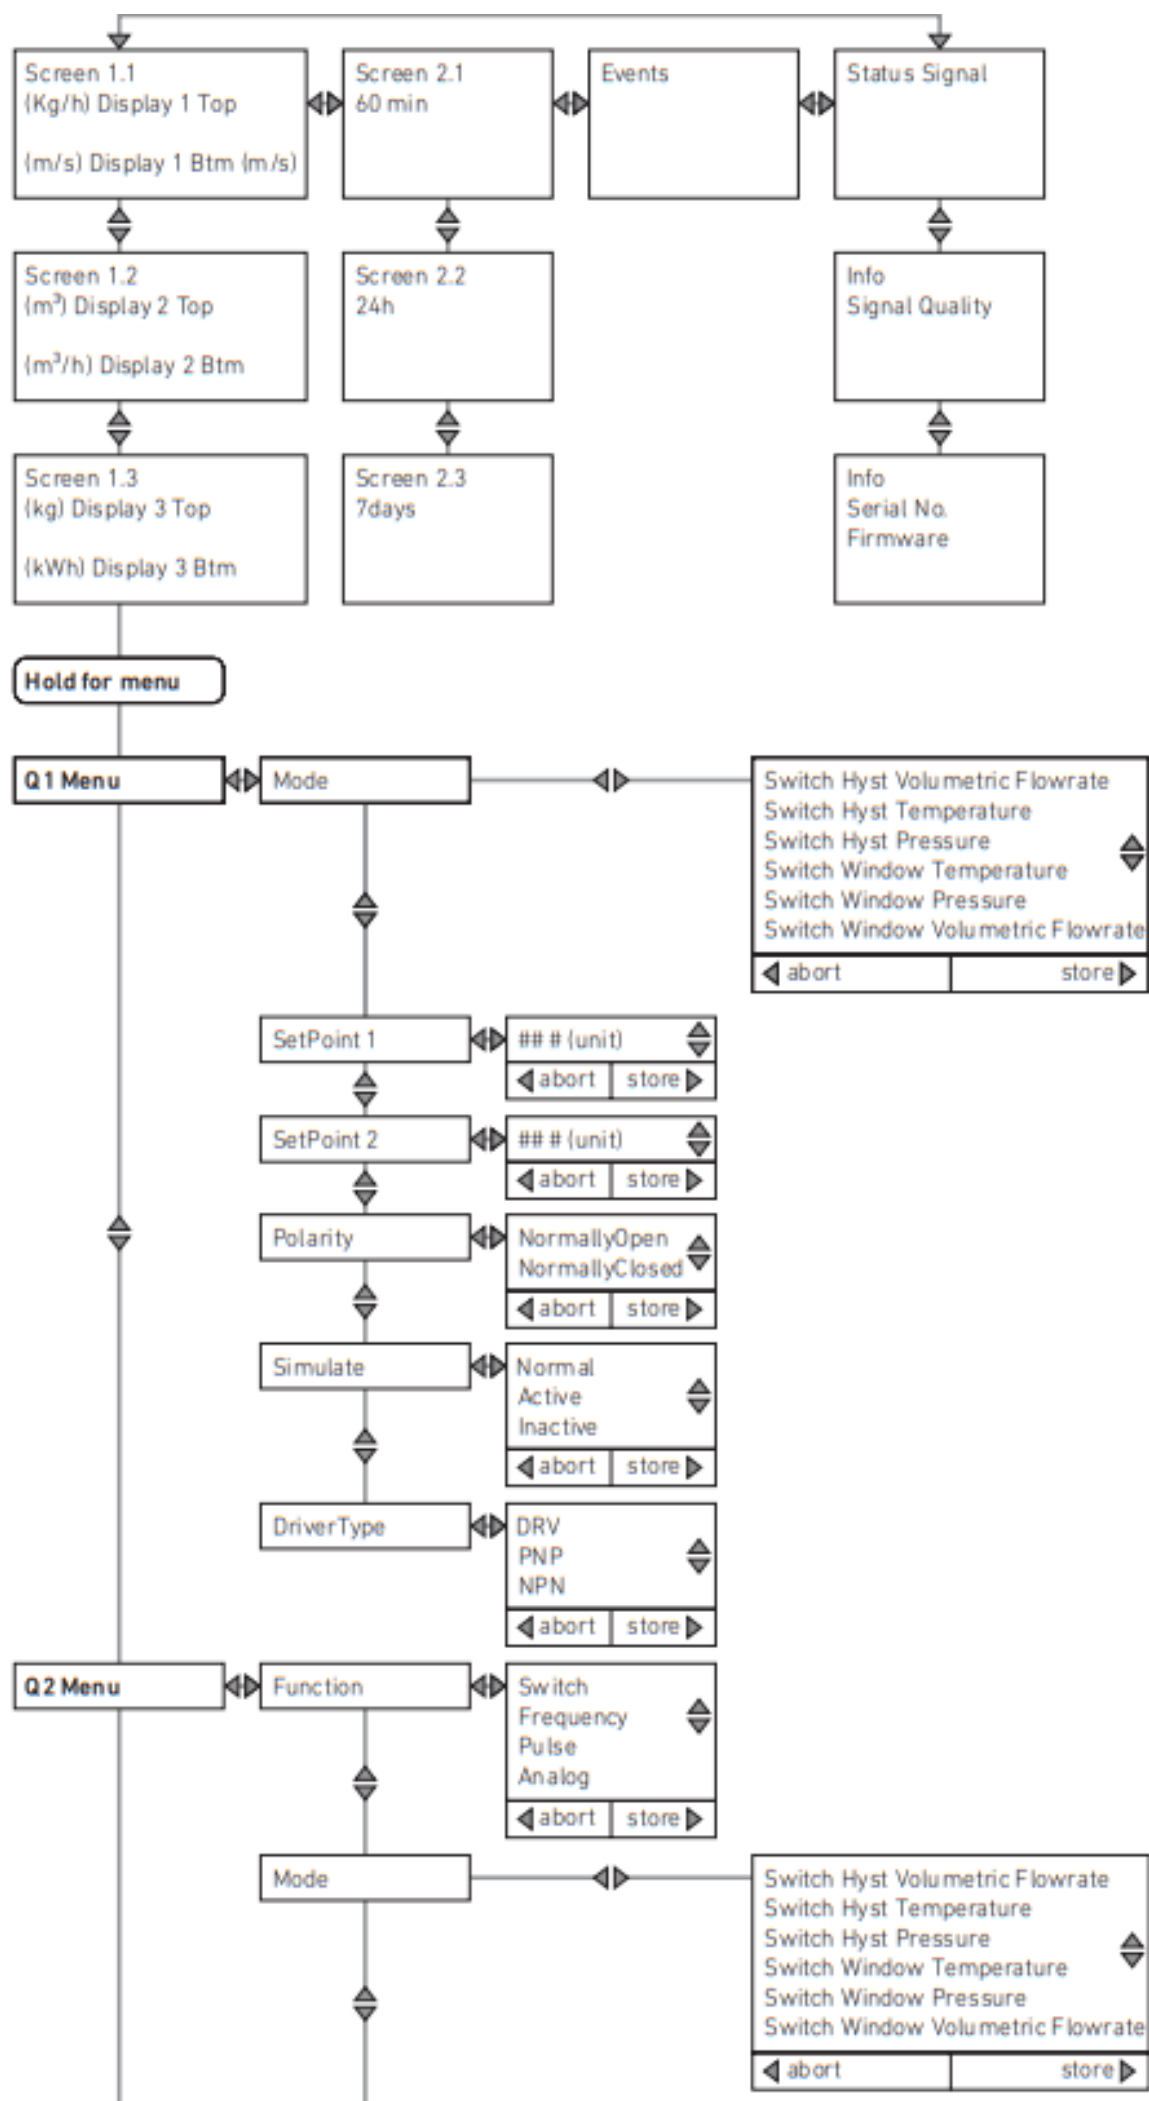 Screen 1.1
(Kg/h) Display 1 Top
(m/s) Display 1 Btm (m/s)
Screen 2.1
60 min
Events
Status Signal
Screen 1.2
(m³) Display 2 Top
(m³/h) Display 2 Btm
Screen 2.2
24h
Info
Signal Quality
Screen 1.3
(kg) Display 3 Top
(kWh) Display 3 Btm
Screen 2.3
7days
Info
Serial No.
Firmware
Hold for menu
Q1 Menu
Mode
Switch Hyst Volumetric Flowrate
Switch Hyst Temperature
Switch Hyst Pressure
Switch Window Temperature
Switch Window Pressure
Switch Window Volumetric Flowrate
abort
store
SetPoint 1
### (unit)
abort
store
SetPoint 2
### (unit)
abort
store
Polarity
NormallyOpen
NormallyClosed
abort
store
Simulate
Normal
Active
Inactive
abort
store
DriverType
DRV
PNP
NPN
abort
store
Q2 Menu
Function
Switch
Frequency
Pulse
Analog
abort
store
Mode
Switch Hyst Volumetric Flowrate
Switch Hyst Temperature
Switch Hyst Pressure
Switch Window Temperature
Switch Window Pressure
Switch Window Volumetric Flowrate
abort
store